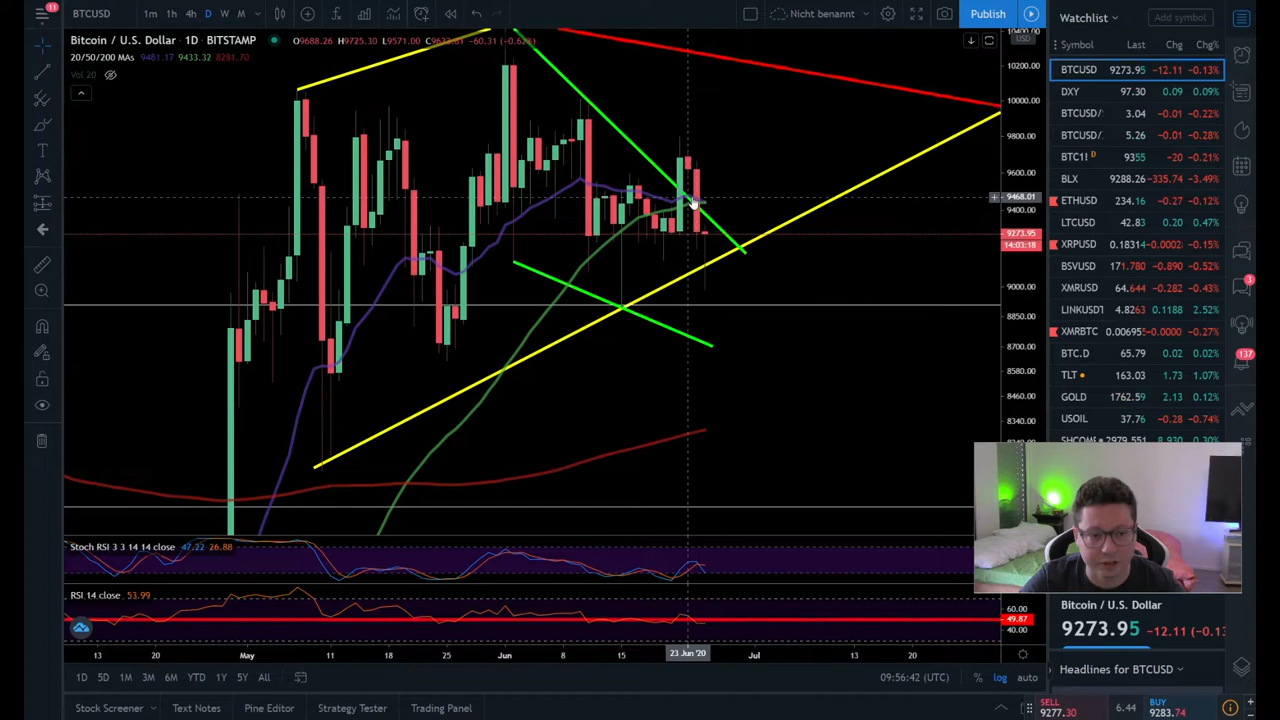 11
BTCUSD
1m 1h 4h D W M
Nicht benannt
Publish
Bitcoin / U.S. Dollar · 1D · BITSTAMP
O9688.26 H9725.30 L9571.00
-60.31 (-0.62%)
20/50/200 MAs 9481.17 9433.32 8281.70
Vol 20
USD
10400.00
10200.00
10000.00
9800.00
9600.00
9468.01
9400.00
9273.95
14:03:18
9000.00
8850.00
8700.00
8580.00
8460.00
8340.00
Stoch RSI 3 3 14 14 close 47.22 26.88
RSI 14 close 53.99
60.00
49.87
40.00
13 20 May 11 18 25 Jun 8 15 23 Jun '20 Jul 13 20
1D 5D 1M 3M 6M YTD 1Y 5Y All
09:56:42 (UTC)
% log auto
Stock Screener Text Notes Pine Editor Strategy Tester Trading Panel
Watchlist
Add symbol
Symbol Last Chg Chg%
BTCUSD 9273.95 -12.11 -0.13%
DXY 97.30 0.09 0.09%
BTCUSD/ 3.04 -0.01 -0.22%
BTCUSD/ 5.26 -0.01 -0.28%
BTC1! D 9355 -20 -0.21%
BLX 9288.26 -335.74 -3.49%
ETHUSD 234.16 -0.27 -0.12%
LTCUSD 42.83 0.20 0.47%
XRPUSD 0.18314 -0.0002 -0.15%
BSVUSD 171.780 -0.890 -0.52%
XMRUSD 64.644 -0.282 -0.43%
LINKUSDT 4.8263 0.1188 2.52%
XMRBTC 0.00695 -0.0000 -0.27%
BTC.D 65.79 0.02 0.02%
TLT 163.03 1.73 1.07%
GOLD 1762.59 2.13 0.12%
USOIL 37.76 -0.28 -0.74%
SHCOMP 2979.551 8.930 0.30%
Bitcoin / U.S. Dollar
9273.95 -12.11 (-0.13
Headlines for BTCUSD
SELL
9277.30
6.44
BUY
9283.74
3
137